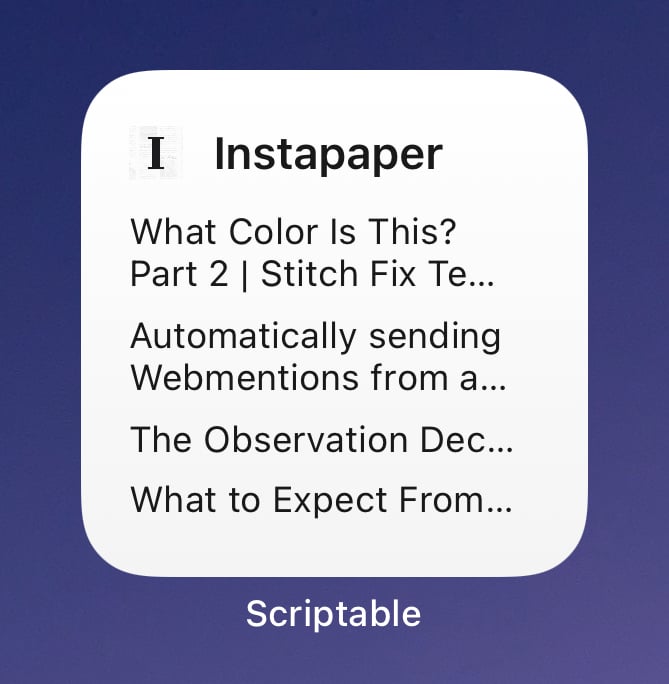 I Instapaper
What Color Is This?
Part 2 | Stitch Fix Te...
Automatically sending
Webmentions from a...
The Observation Dec...
What to Expect From...
Scriptable